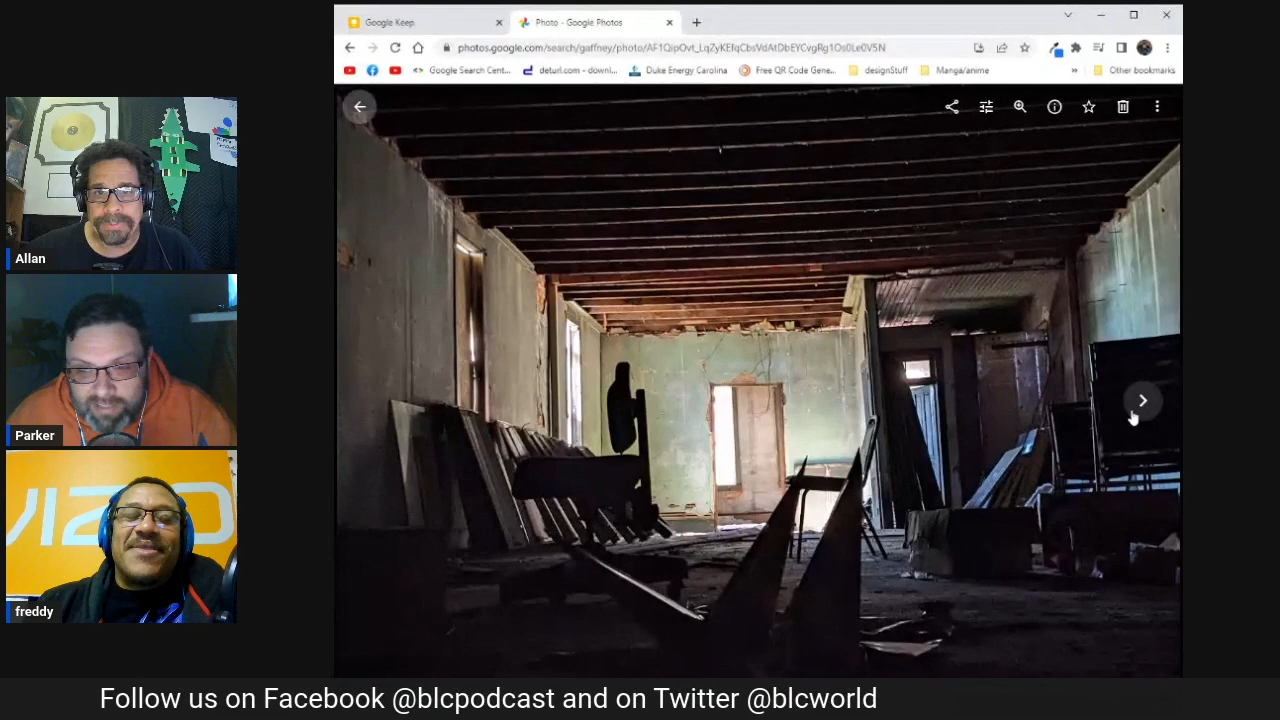 Google Keep
Photo - Google Photos
photos.google.com/search/gaffney/photo/AF1QipOvt_LqZyKEfqCbsVdAtDbEYCvgRg1Os0Le0V5N
Google Search Cent...
deturl.com - downl...
Duke Energy Carolina
Free QR Code Gene...
designStuff
Manga/anime
Other bookmarks
Allan
Parker
VIZO
freddy
Follow us on Facebook @blcpodcast and on Twitter @blcworld